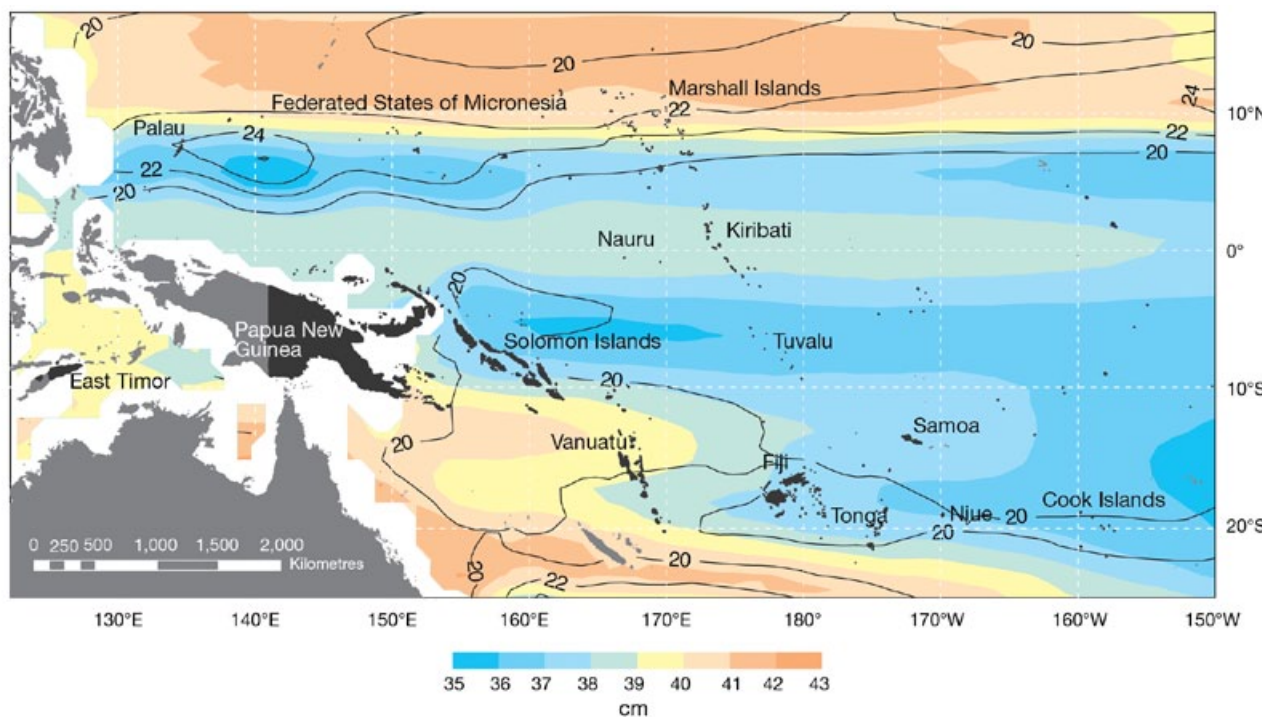 20
20
20
Marshall Islands
Federated States of Micronesia
22
24
10°N
Palau
24
22
22
20
20
Nauru
Kiribati
0°
20
Papua New
Guinea
Solomon Islands
Tuvalu
East Timor
20
10°S
20
Vanuatu
Samoa
Fiji
Tonga
Niue
20
Cook Islands
20
20°S
0 250 500 1,000 1,500 2,000
Kilometres
20
20
22
130°E 140°E 150°E 160°E 170°E 180° 170°W 160°W 150°W
35 36 37 38 39 40 41 42 43
cm